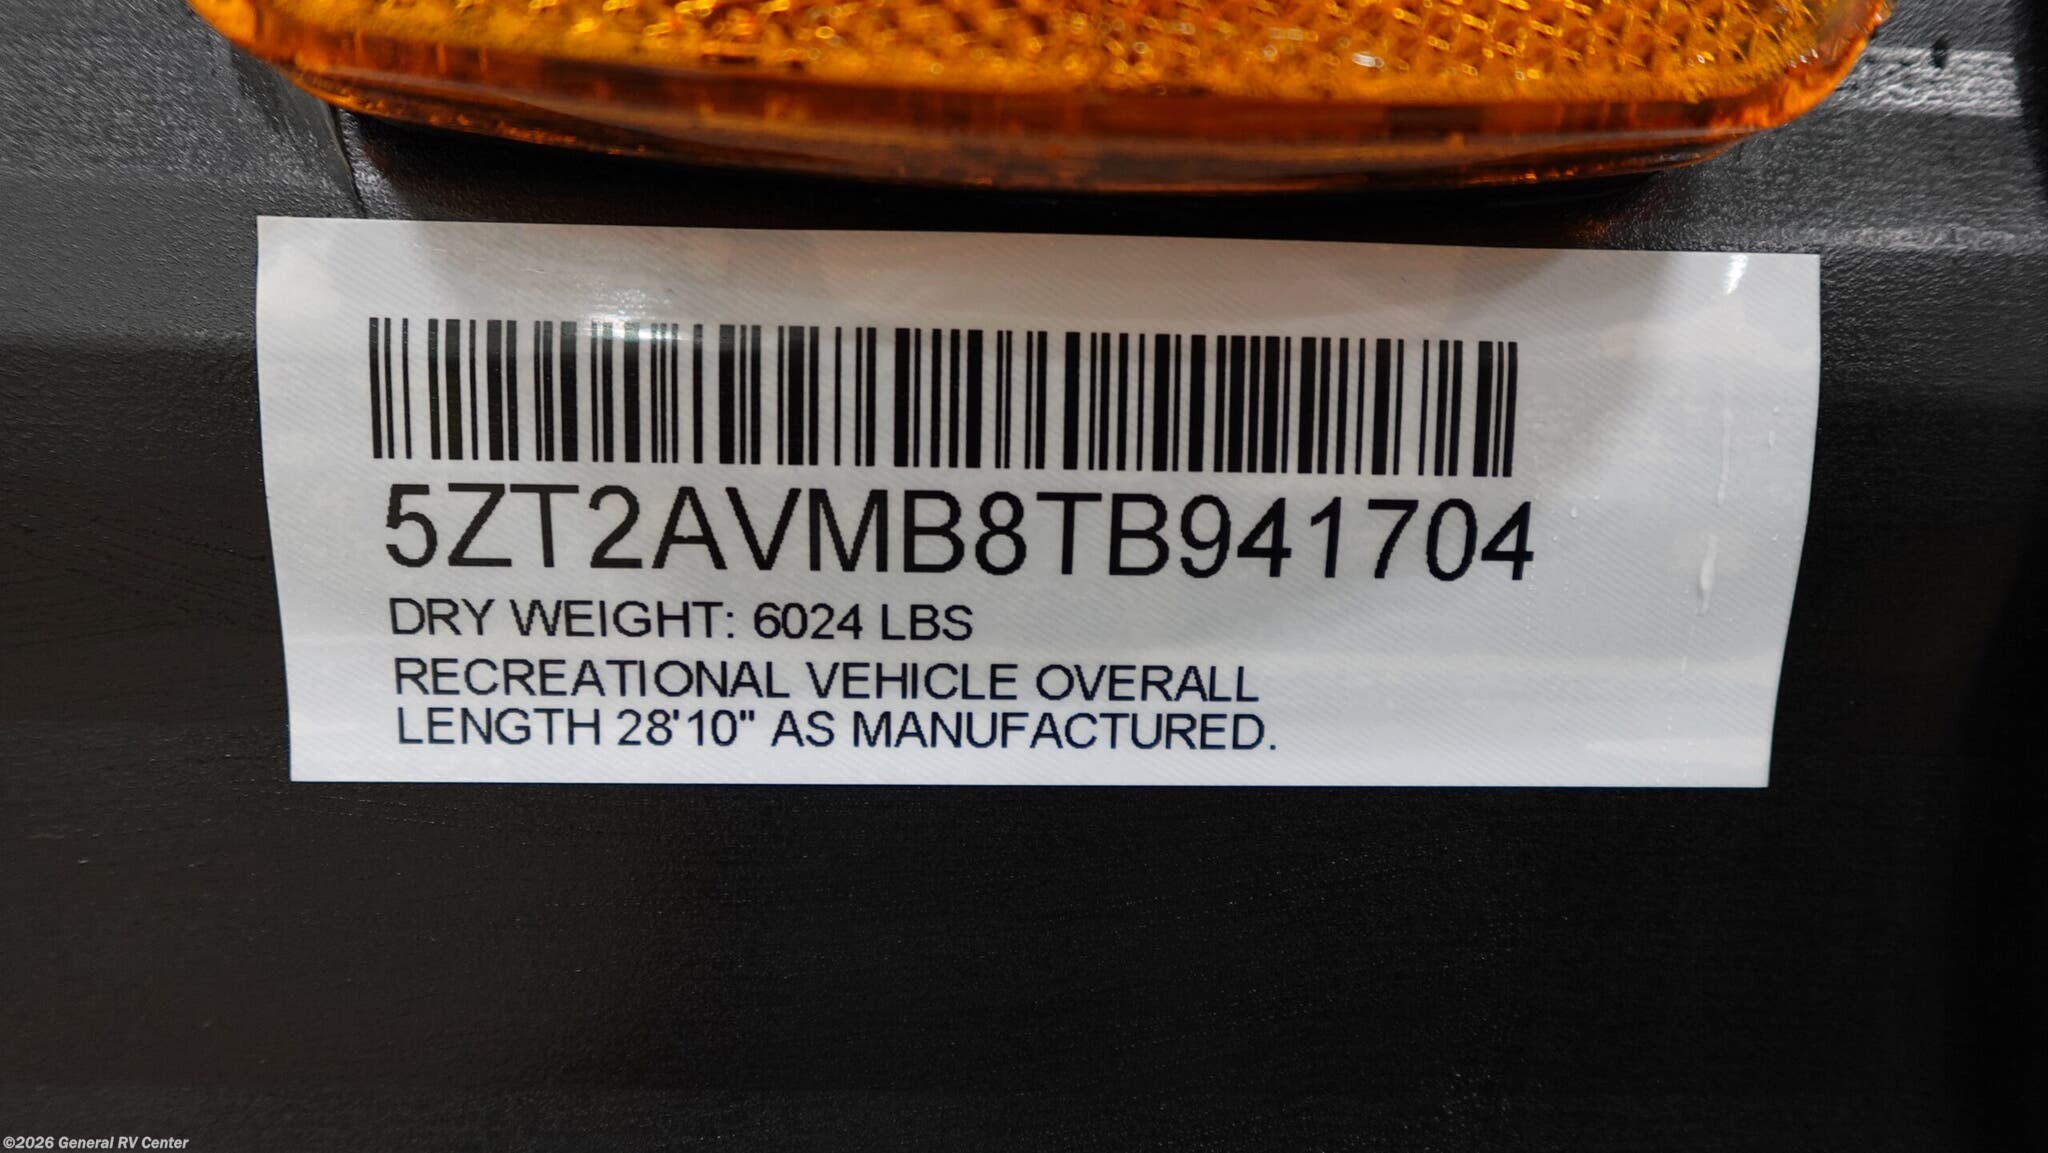 5ZT2AVMB8TB941704
DRY WEIGHT: 6024 LBS
RECREATIONAL VEHICLE OVERALL
LENGTH 28'10" AS MANUFACTURED.
©2026 General RV Center